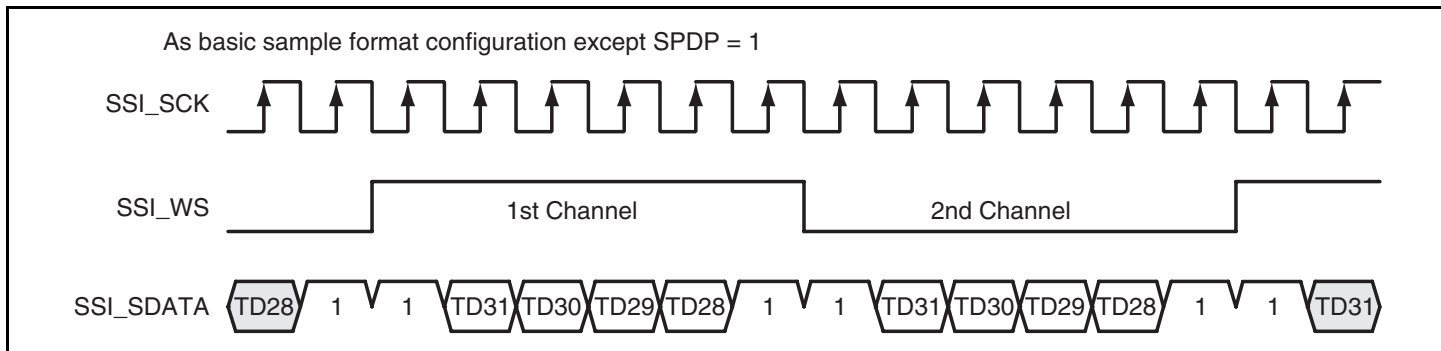 As basic sample format configuration except SPDP = 1
SSI_SCK
SSI_WS 1st Channel 2nd Channel
SSI_SDATA TD28 1 1 TD31 TD30 TD29 TD28 1 1 TD31 TD30 TD29 TD28 1 1 TD31